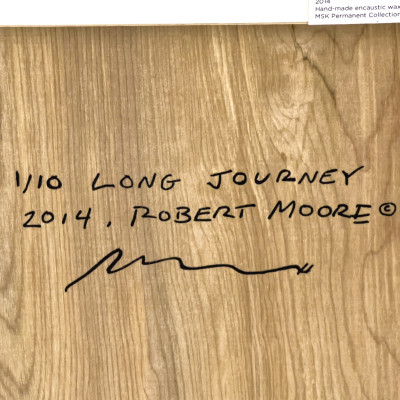 2014
Hand-made encaustic wax
MSK Permanent Collection
1/10 LONG JOURNEY
2014, ROBERT MOORE ©